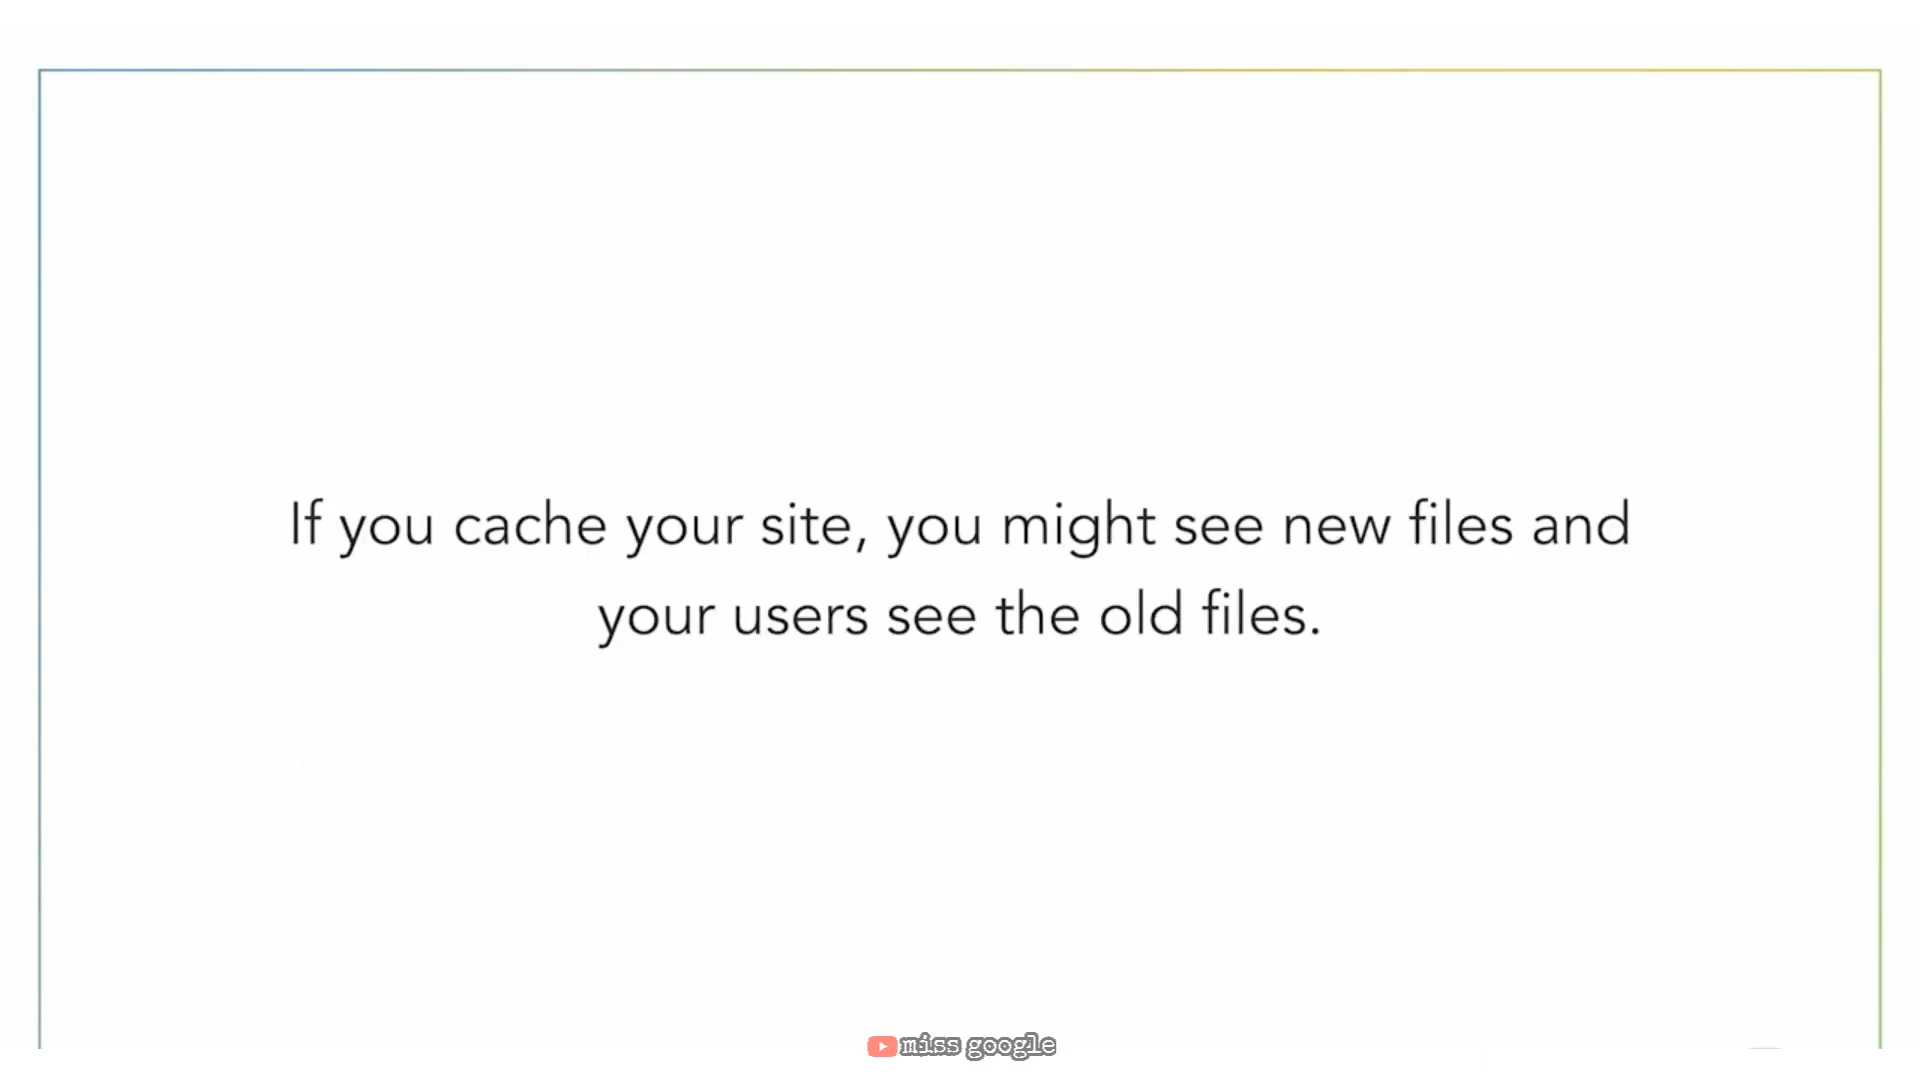 If you cache your site, you might see new files and
your users see the old files.
miss google